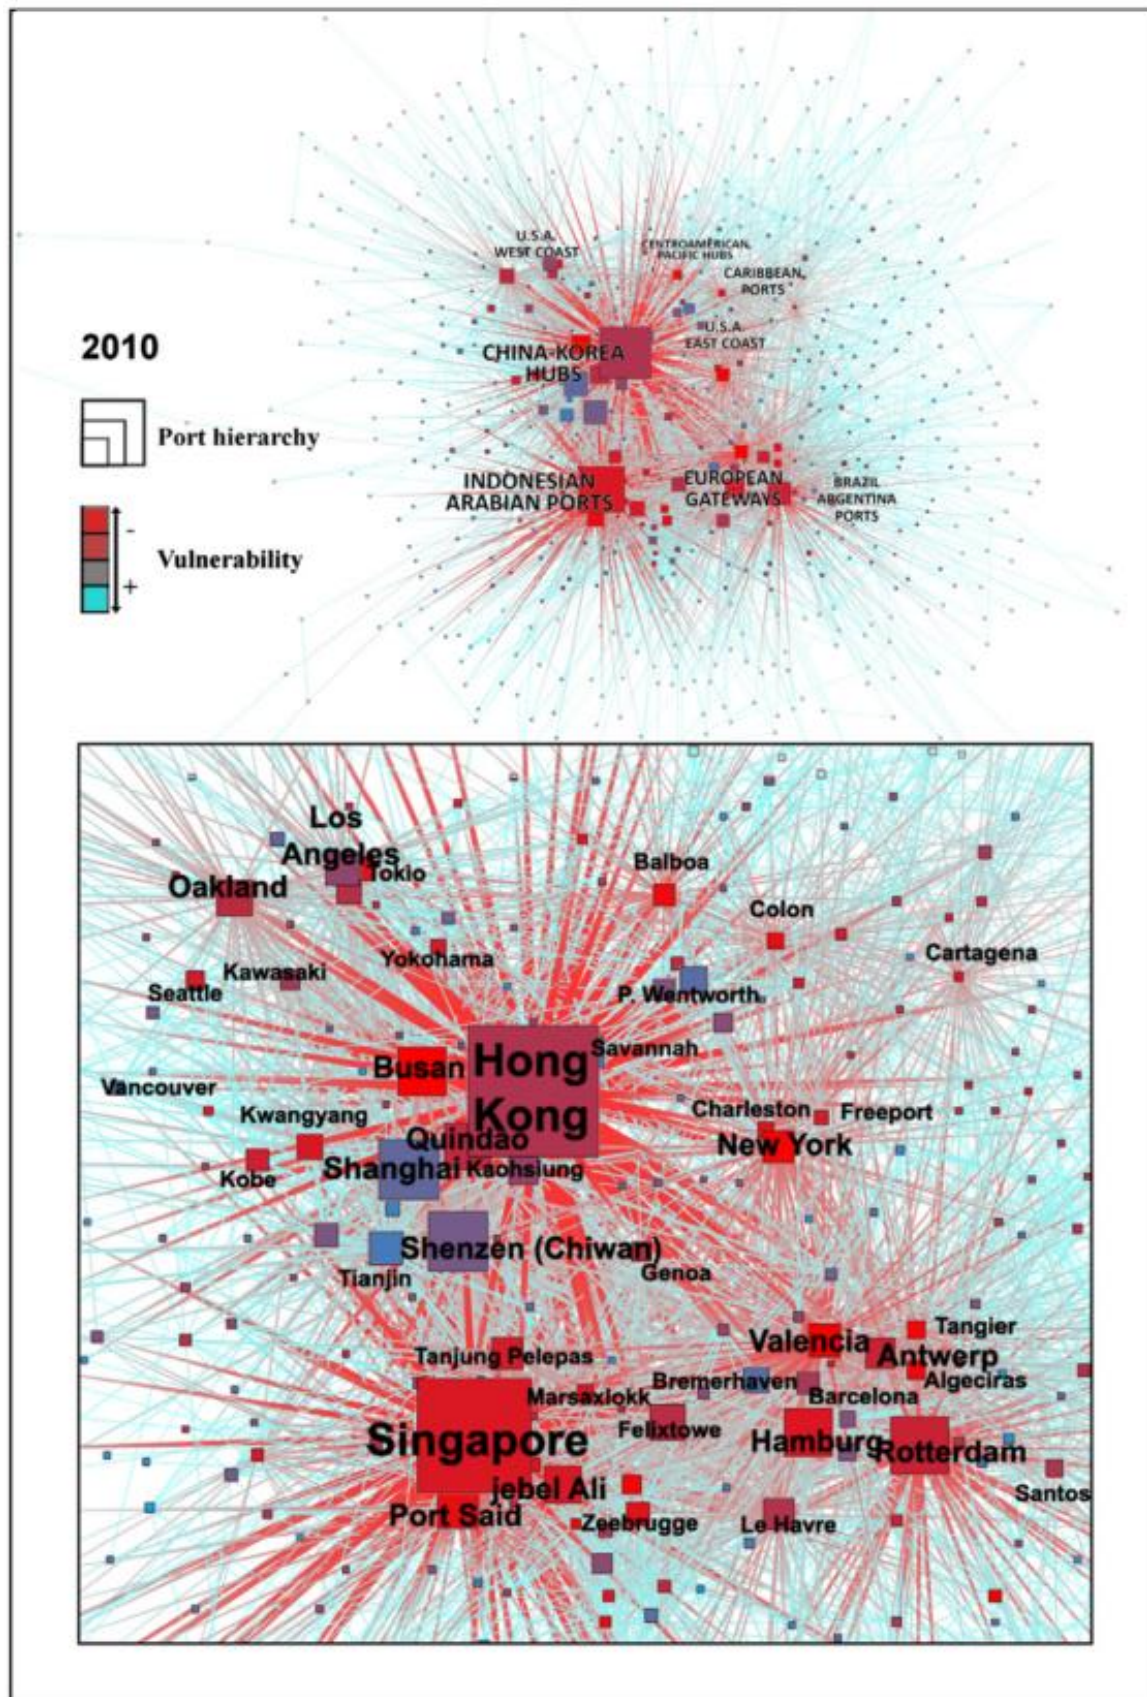 U.S.A.
WEST COAST
CENTROAMERICAN,
PACIFIC HUBS
CARIBBEAN,
PORTS
U.S.A.
EAST COAST
2010
CHINA-KOREA
HUBS
Port hierarchy
INDONESIAN
ARABIAN PORTS
EUROPEAN
GATEWAYS
BRAZIL
ARGENTINA
PORTS
-
Vulnerability
+
Los
Angeles
Tokio
Oakland
Balboa
Colon
Cartagena
Yokohama
Kawasaki
Seattle
P. Wentworth
Savannah
Hong
Kong
Busan
Vancouver
Kwangyang
Charleston
Freeport
New York
Quindao
Shanghai
Kaohsiung
Kobe
Shenzen (Chiwan)
Tianjin
Genoa
Tangier
Valencia
Antwerp
Tanjung Pelepas
Bremerhaven
Algeciras
Marsaxlokk
Barcelona
Felixtowe
Singapore
Hamburg
Rotterdam
jebel Ali
Santos
Port Said
Zeebrugge
Le Havre